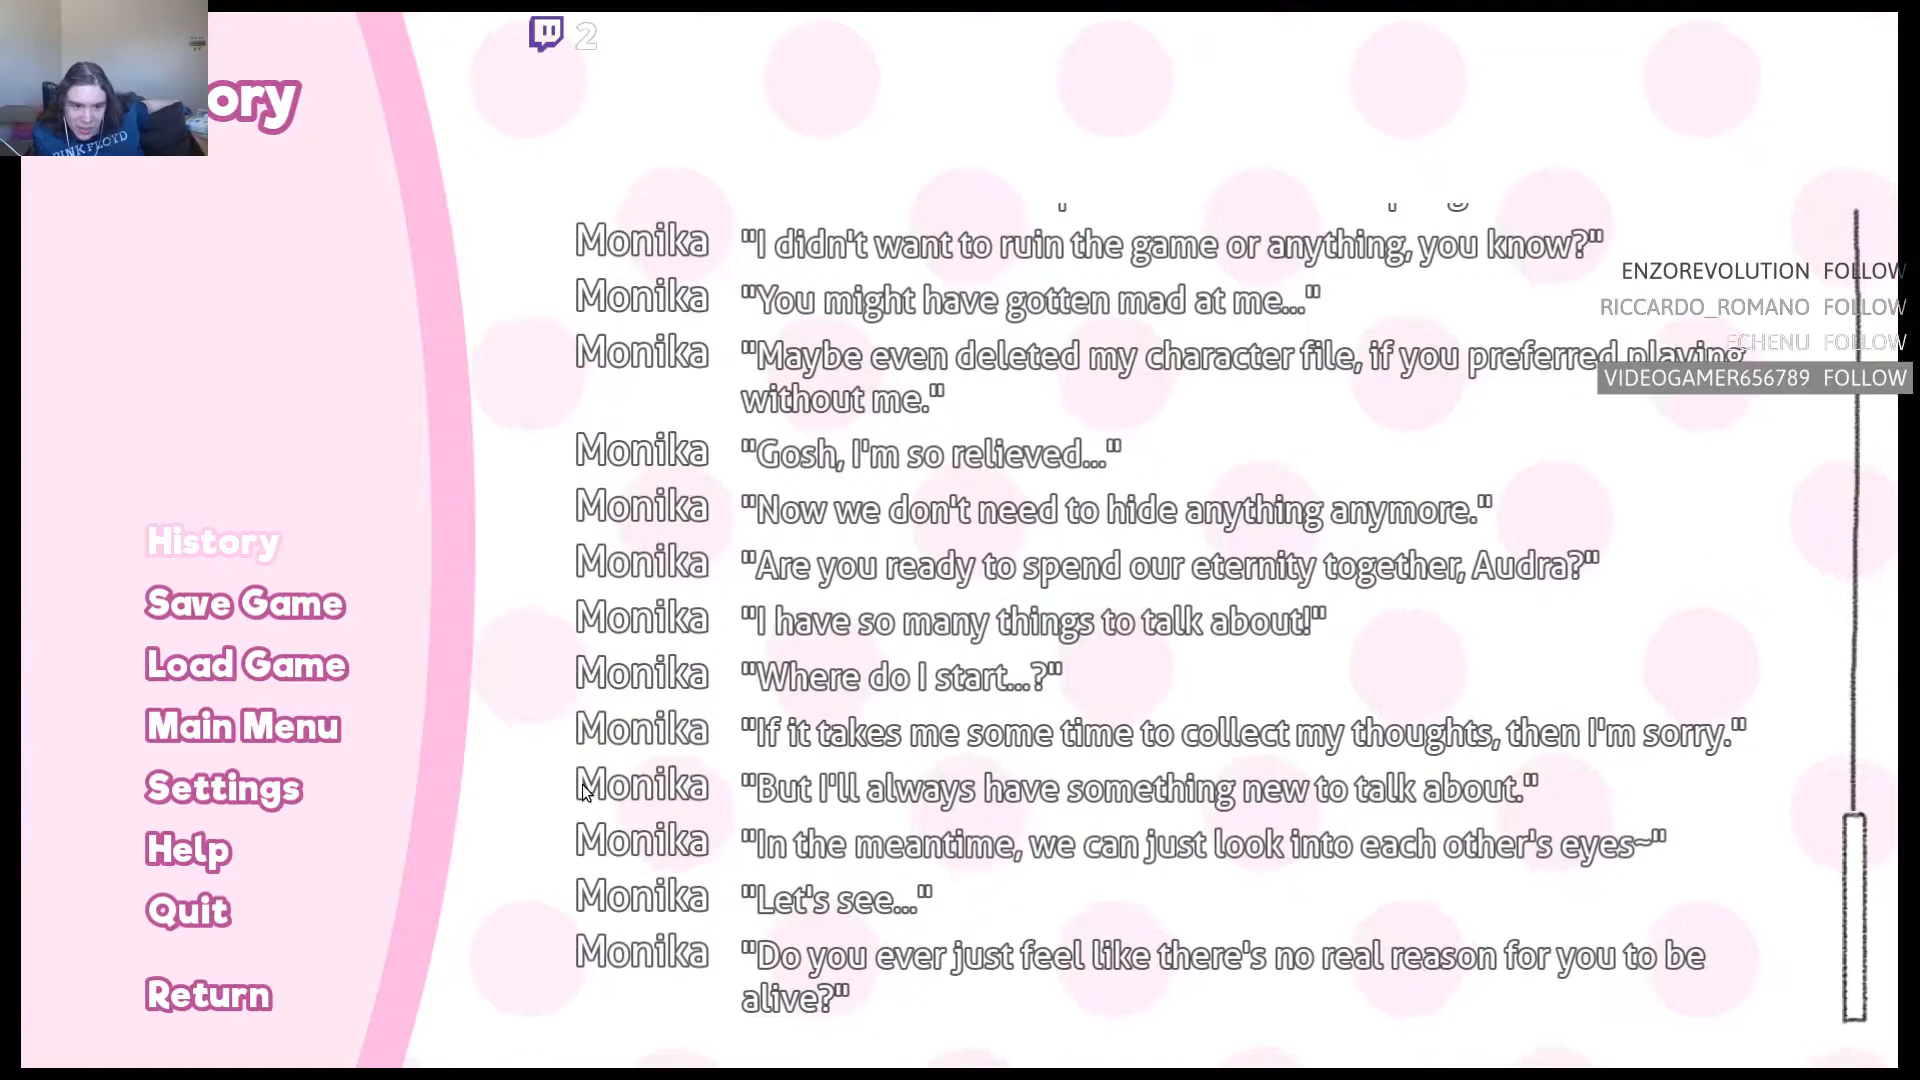 2
ory
PINK FLOYD
Monika "I didn't want to ruin the game or anything, you know?"
ENZOREVOLUTION FOLLOW
Monika "You might have gotten mad at me..."
RICCARDO_ROMANO FOLLOW
Monika "Maybe even deleted my character file, if you preferred playing
FOLLOW
VIDEOGAMER656789 FOLLOW
without me."
Monika "Gosh, I'm so relieved..."
Monika "Now we don't need to hide anything anymore."
History
Monika "Are you ready to spend our eternity together, Audra?"
Save Game
Monika "I have so many things to talk about!"
Load Game
Monika "Where do I start...?"
Main Menu
Monika "If it takes me some time to collect my thoughts, then I'm sorry."
Settings
Monika "But I'll always have something new to talk about."
Help
Monika "In the meantime, we can just look into each other's eyes~"
Quit
Monika "Let's see..."
Monika "Do you ever just feel like there's no real reason for you to be
alive?"
Return